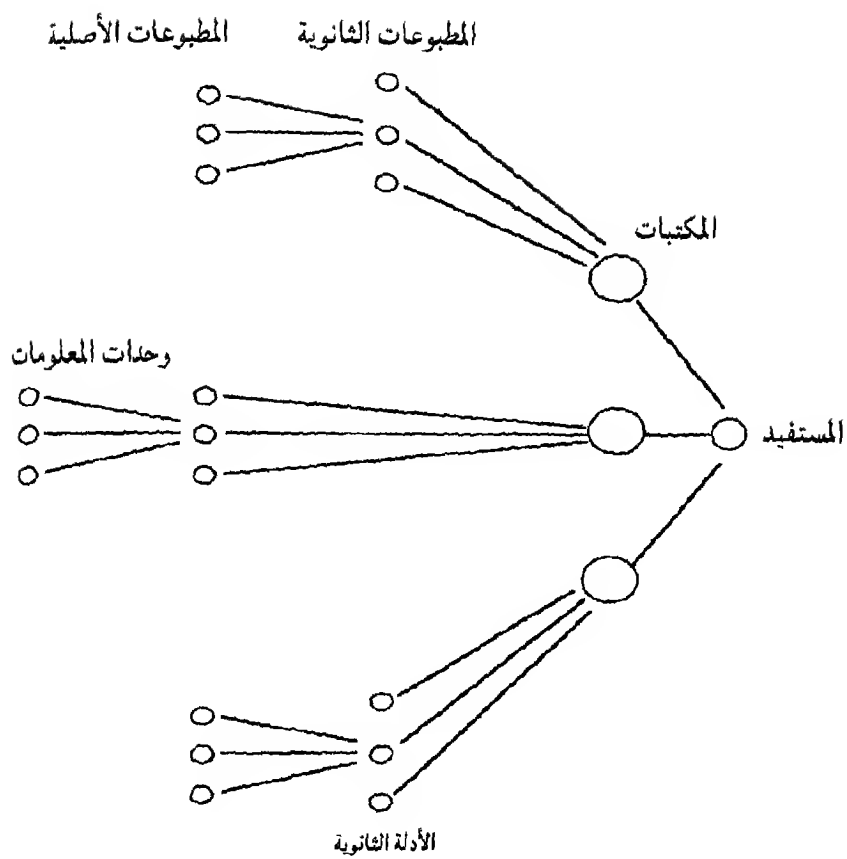 المطبوعات الثانوية
المطبوعات الأصلية
المكتبات
وحدات المعلومات
المستفيد
الأدلة الثانوية